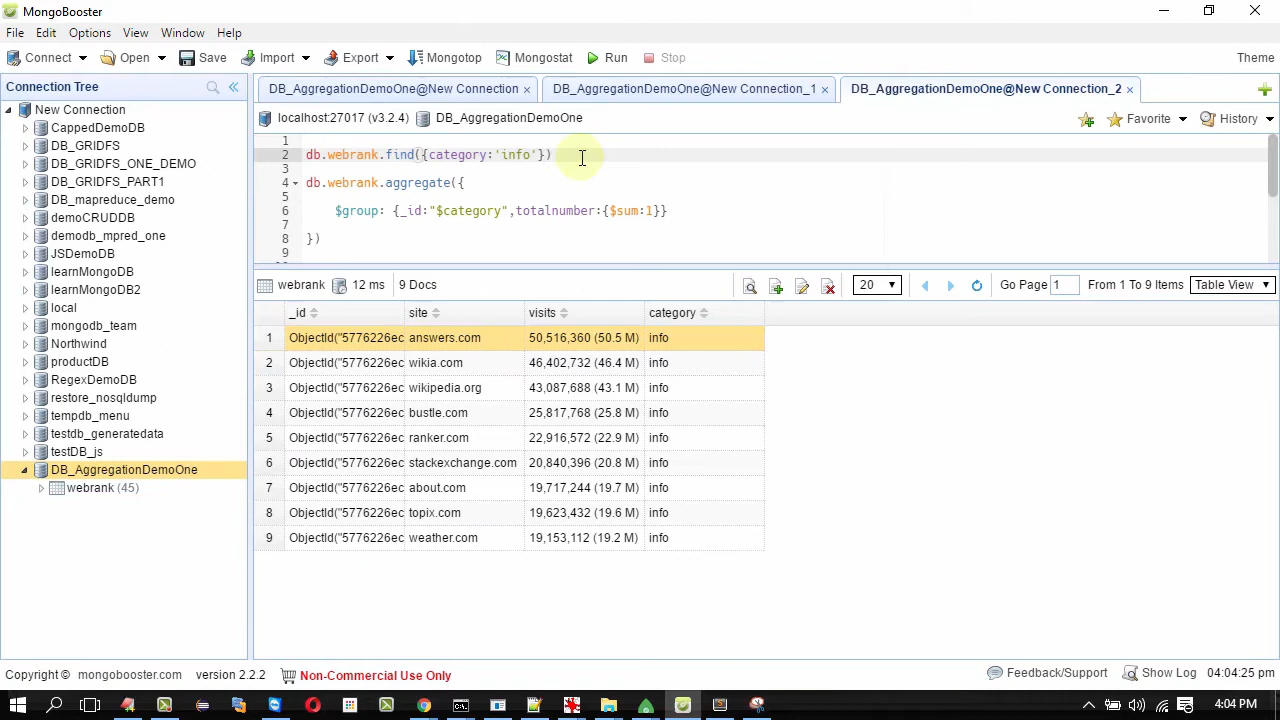 MongoBooster
File Edit Options View Window Help
Connect Open Save Import Export Mongotop Mongostat Run Stop Theme
Connection Tree
New Connection
CappedDemoDB
DB_GRIDFS
DB_GRIDFS_ONE_DEMO
DB_GRIDFS_PART1
DB_mapreduce_demo
demoCRUDDB
demodb_mpred_one
JSDemoDB
learnMongoDB
learnMongoDB2
local
mongodb_team
Northwind
productDB
RegexDemoDB
restore_nosqldump
tempdb_menu
testdb_generatedata
testDB_js
DB_AggregationDemoOne
webrank (45)
DB_AggregationDemoOne@New Connection × DB_AggregationDemoOne@New Connection_1 × DB_AggregationDemoOne@New Connection_2 ×
localhost:27017 (v3.2.4) DB_AggregationDemoOne Favorite History
1
2 db.webrank.find({category:'info'})
3
4 db.webrank.aggregate({
5
6 $group: {_id:"$category",totalnumber:{$sum:1}}
7
8 })
9
webrank 12 ms 9 Docs 20 Go Page 1 From 1 To 9 Items Table View
_id site visits category
1 ObjectId("5776226ec answers.com 50,516,360 (50.5 M) info
2 ObjectId("5776226ec wikia.com 46,402,732 (46.4 M) info
3 ObjectId("5776226ec wikipedia.org 43,087,688 (43.1 M) info
4 ObjectId("5776226ec bustle.com 25,817,768 (25.8 M) info
5 ObjectId("5776226ec ranker.com 22,916,572 (22.9 M) info
6 ObjectId("5776226ec stackexchange.com 20,840,396 (20.8 M) info
7 ObjectId("5776226ec about.com 19,717,244 (19.7 M) info
8 ObjectId("5776226ec topix.com 19,623,432 (19.6 M) info
9 ObjectId("5776226ec weather.com 19,153,112 (19.2 M) info
Copyright © mongobooster.com version 2.2.2 Non-Commercial Use Only Feedback/Support Show Log 04:04:25 pm
4:04 PM